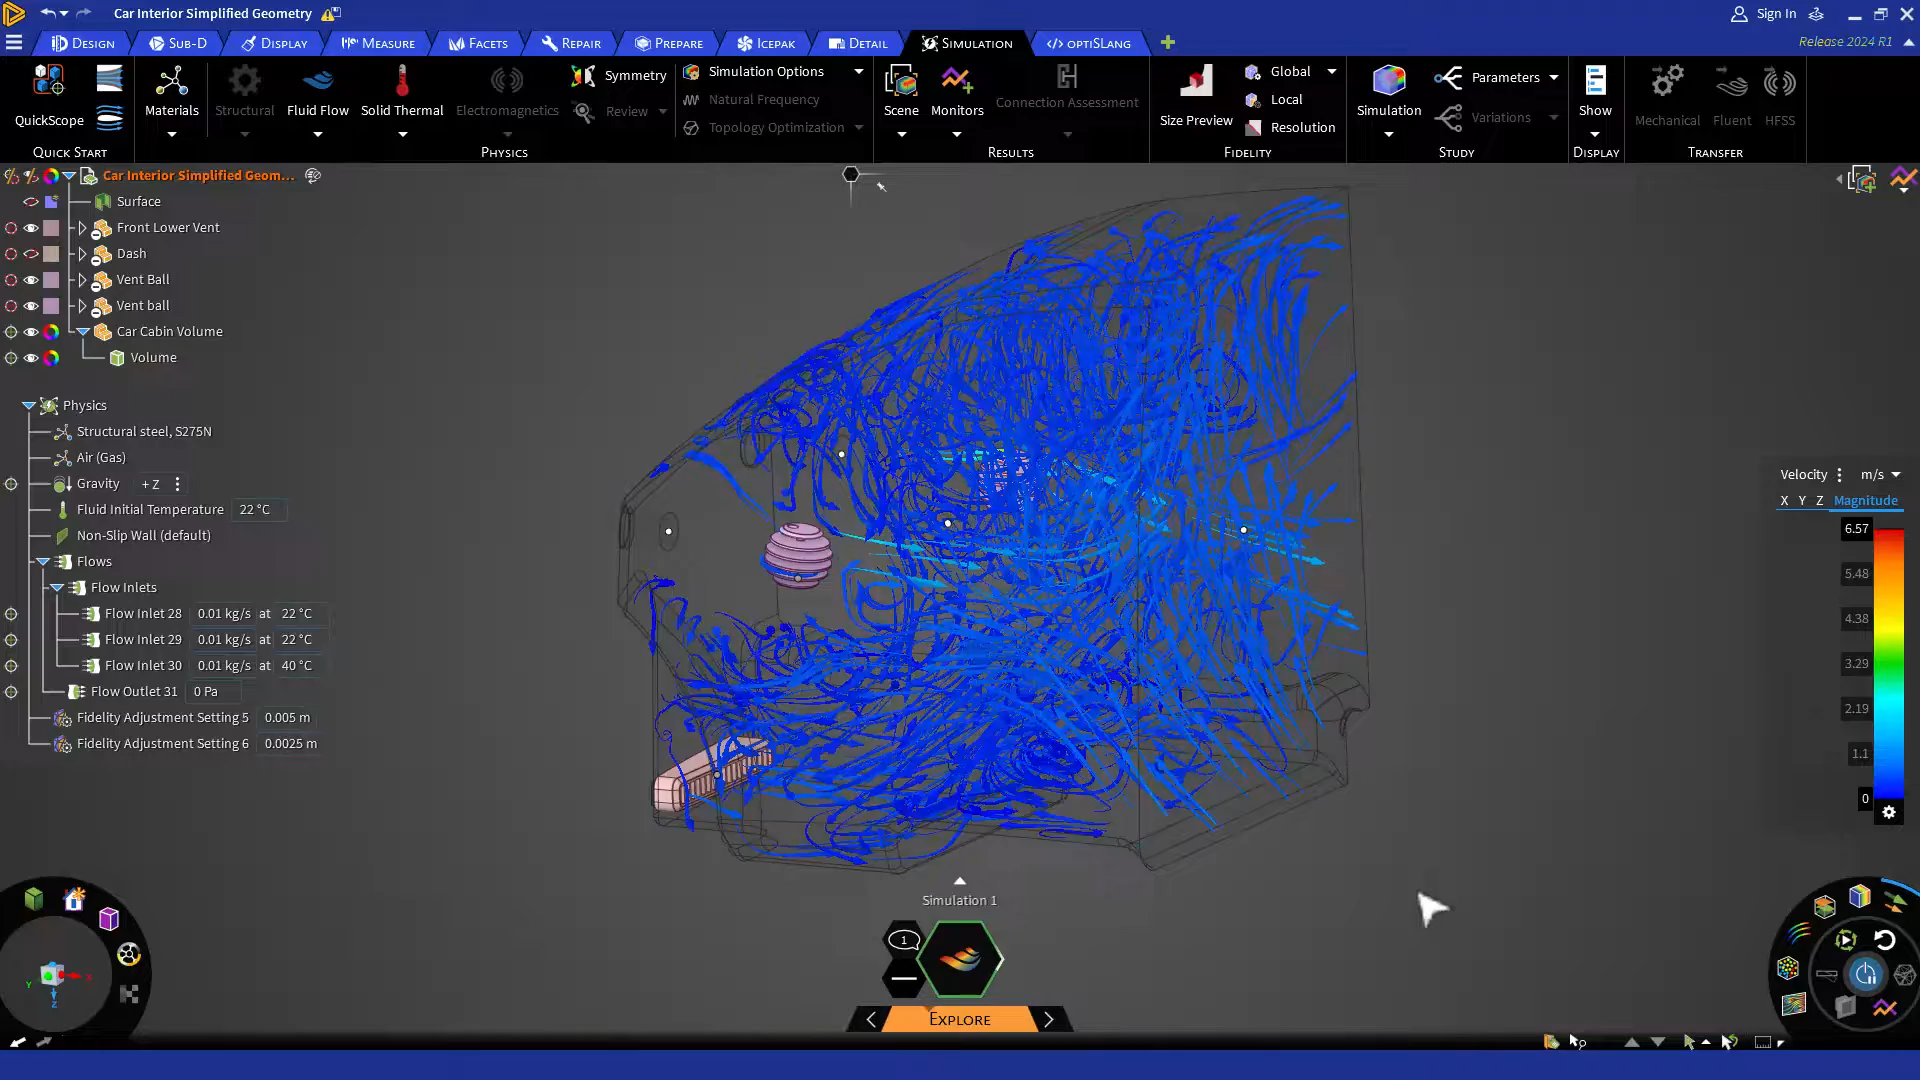 Car Interior Simplified Geometry
Sign In
Design
Sub-D
Display
Measure
Facets
Repair
Prepare
Icepak
Detail
Simulation
optiSLang
Release 2024 R1
QuickScope
Quick Start
Materials
Structural
Fluid Flow
Solid Thermal
Electromagnetics
Symmetry
Review
Physics
Simulation Options
Natural Frequency
Topology Optimization
Scene
Monitors
Connection Assessment
Results
Size Preview
Global
Local
Resolution
Fidelity
Simulation
Parameters
Variations
Study
Show
Display
Mechanical
Fluent
HFSS
Transfer
Car Interior Simplified Geom...
Surface
Front Lower Vent
Dash
Vent Ball
Vent ball
Car Cabin Volume
Volume
Physics
Structural steel, S275N
Air (Gas)
Gravity +Z
Fluid Initial Temperature 22 °C
Non-Slip Wall (default)
Flows
Flow Inlets
Flow Inlet 28 0.01 kg/s at 22 °C
Flow Inlet 29 0.01 kg/s at 22 °C
Flow Inlet 30 0.01 kg/s at 40 °C
Flow Outlet 31 0 Pa
Fidelity Adjustment Setting 5 0.005 m
Fidelity Adjustment Setting 6 0.0025 m
Velocity m/s
X Y Z Magnitude
6.57
5.48
4.38
3.29
2.19
1.1
0
Simulation 1
1
Explore
X
Y
Z